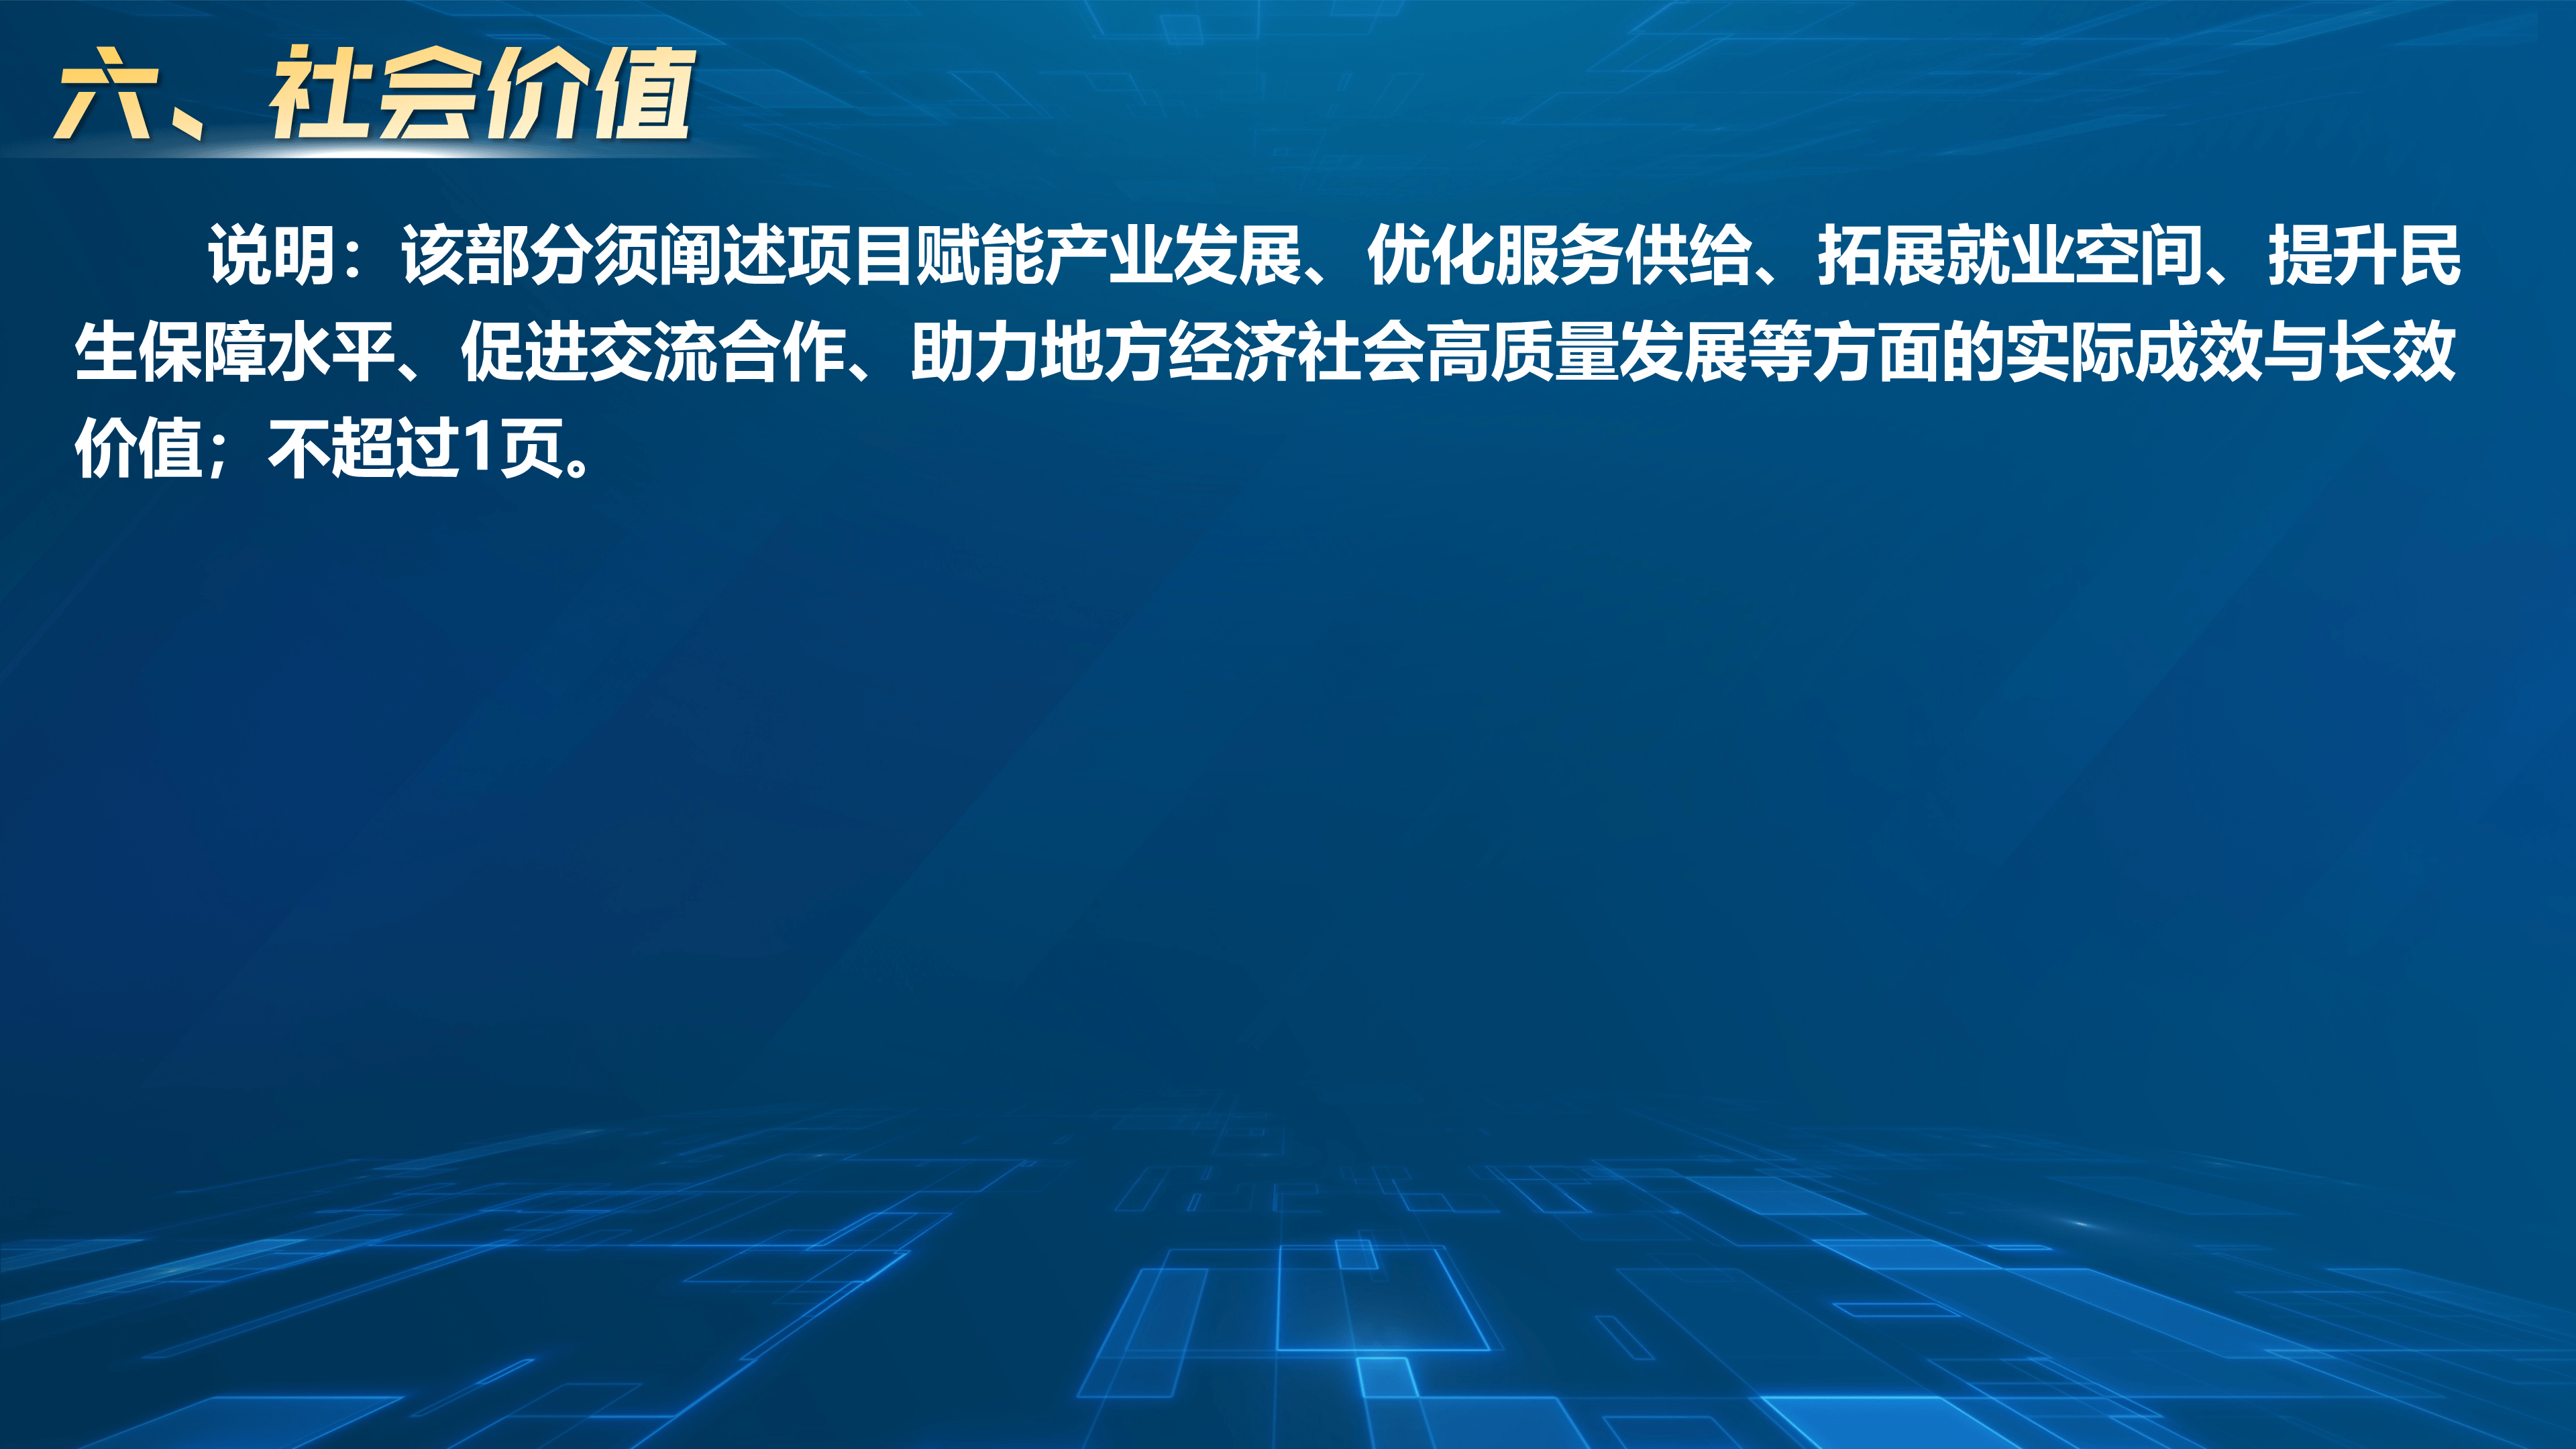 六、社会价值
说明：该部分须阐述项目赋能产业发展、优化服务供给、拓展就业空间、提升民
生保障水平、促进交流合作、助力地方经济社会高质量发展等方面的实际成效与长效
价值；不超过1页。